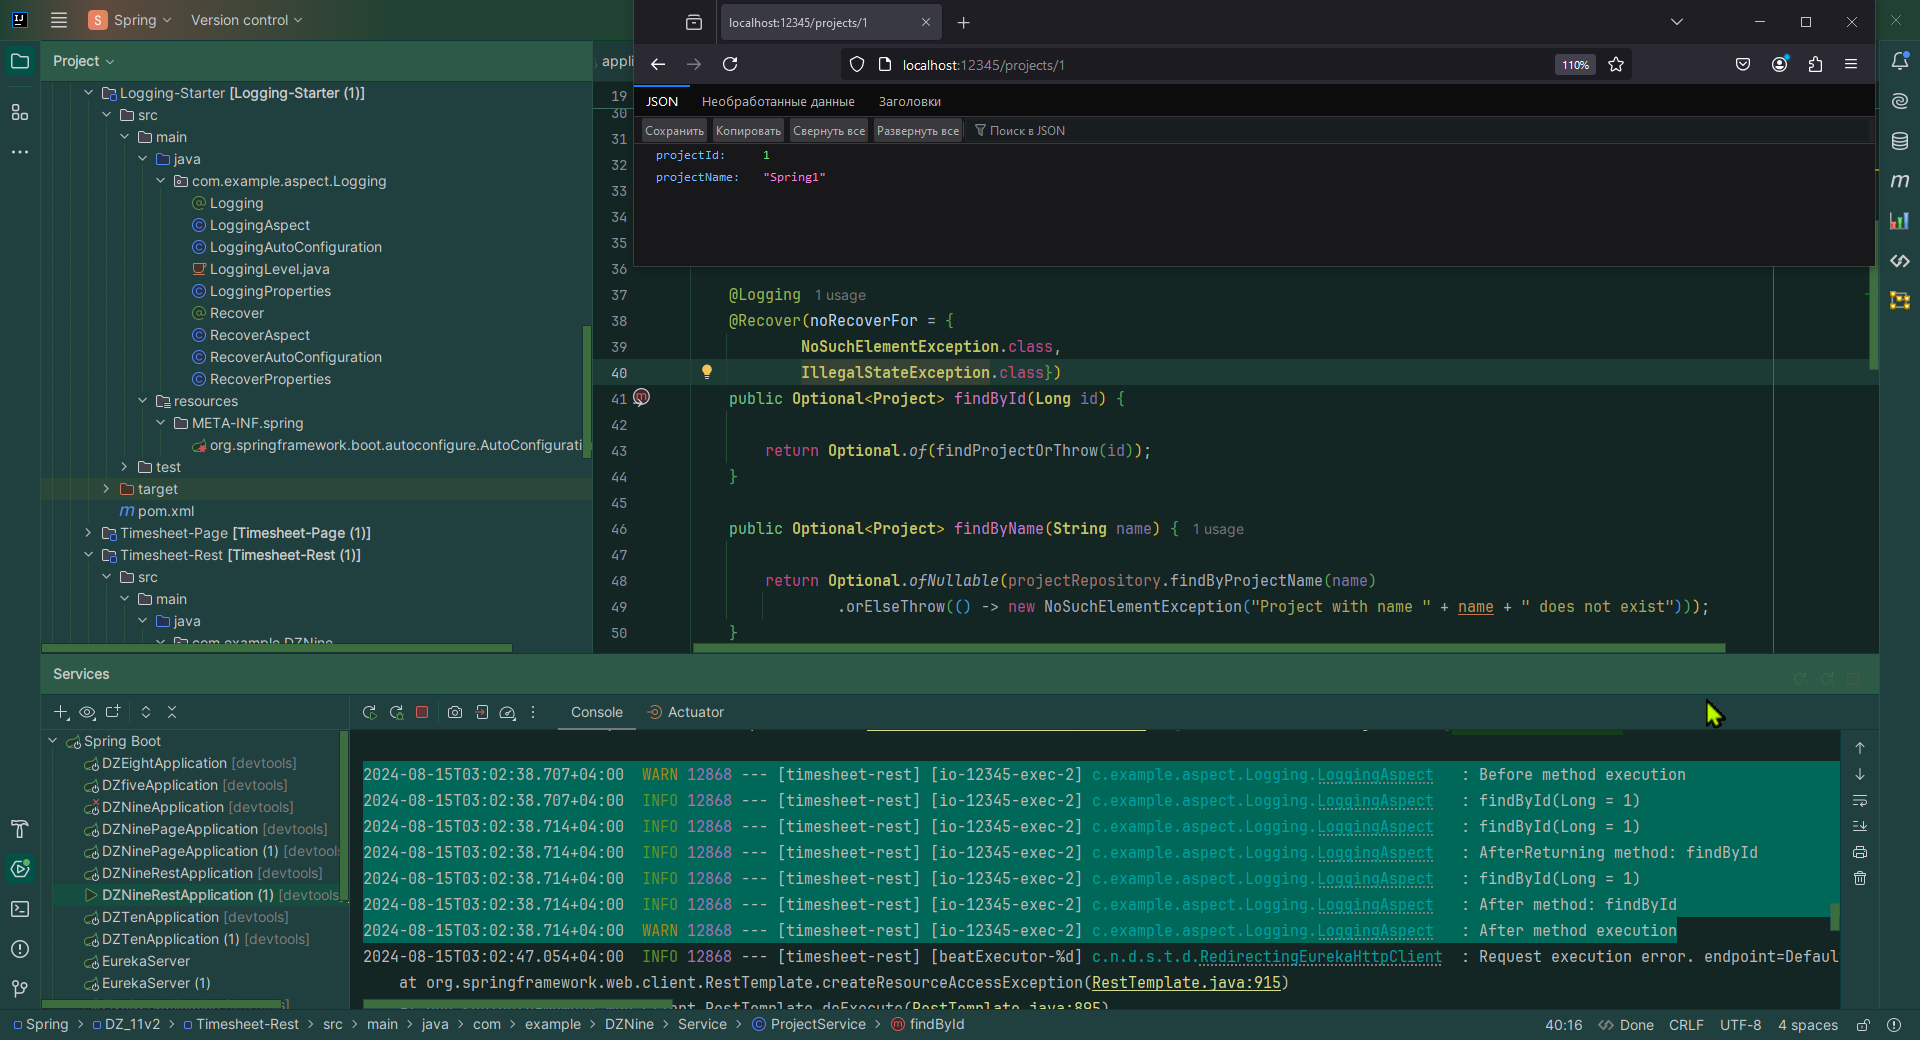 Spring
Version control
localhost:12345/projects/1
Project
appli
localhost:12345/projects/1
110%
JSON Необработанные данные Заголовки
Сохранить Копировать Свернуть все Развернуть все Поиск в JSON
projectId: 1
projectName: "Spring1"
Logging-Starter [Logging-Starter (1)]
src
main
java
com.example.aspect.Logging
Logging
LoggingAspect
LoggingAutoConfiguration
LoggingLevel.java
LoggingProperties
Recover
RecoverAspect
RecoverAutoConfiguration
RecoverProperties
resources
META-INF.spring
org.springframework.boot.autoconfigure.AutoConfigurati
test
target
pom.xml
Timesheet-Page [Timesheet-Page (1)]
Timesheet-Rest [Timesheet-Rest (1)]
src
main
java
com.example.DZNine
19
30
31
32
33
34
35
36
37 @Logging 1 usage
38 @Recover(noRecoverFor = {
39 NoSuchElementException.class,
40 IllegalStateException.class})
41 public Optional<Project> findById(Long id) {
42
43 return Optional.of(findProjectOrThrow(id));
44 }
45
46 public Optional<Project> findByName(String name) { 1 usage
47
48 return Optional.ofNullable(projectRepository.findByProjectName(name)
49 .orElseThrow(() -> new NoSuchElementException("Project with name " + name + " does not exist")));
50 }
Services
Console Actuator
Spring Boot
DZEightApplication [devtools]
DZfiveApplication [devtools]
DZNineApplication [devtools]
DZNinePageApplication [devtools]
DZNinePageApplication (1) [devtools
DZNineRestApplication [devtools]
DZNineRestApplication (1) [devtools
DZTenApplication [devtools]
DZTenApplication (1) [devtools]
EurekaServer
EurekaServer (1)
2024-08-15T03:02:38.707+04:00 WARN 12868 --- [timesheet-rest] [io-12345-exec-2] c.example.aspect.Logging.LoggingAspect : Before method execution
2024-08-15T03:02:38.707+04:00 INFO 12868 --- [timesheet-rest] [io-12345-exec-2] c.example.aspect.Logging.LoggingAspect : findById(Long = 1)
2024-08-15T03:02:38.714+04:00 INFO 12868 --- [timesheet-rest] [io-12345-exec-2] c.example.aspect.Logging.LoggingAspect : findById(Long = 1)
2024-08-15T03:02:38.714+04:00 INFO 12868 --- [timesheet-rest] [io-12345-exec-2] c.example.aspect.Logging.LoggingAspect : AfterReturning method: findById
2024-08-15T03:02:38.714+04:00 INFO 12868 --- [timesheet-rest] [io-12345-exec-2] c.example.aspect.Logging.LoggingAspect : findById(Long = 1)
2024-08-15T03:02:38.714+04:00 INFO 12868 --- [timesheet-rest] [io-12345-exec-2] c.example.aspect.Logging.LoggingAspect : After method: findById
2024-08-15T03:02:38.714+04:00 WARN 12868 --- [timesheet-rest] [io-12345-exec-2] c.example.aspect.Logging.LoggingAspect : After method execution
2024-08-15T03:02:47.054+04:00 INFO 12868 --- [timesheet-rest] [beatExecutor-%d] c.n.d.s.t.d.RedirectingEurekaHttpClient : Request execution error. endpoint=Defaul
at org.springframework.web.client.RestTemplate.createResourceAccessException(RestTemplate.java:915)
RestTemplate.doExecute(RestTemplate.java:895)
Spring > DZ_11v2 > Timesheet-Rest > src > main > java > com > example > DZNine > Service > ProjectService > findById
40:16 Done CRLF UTF-8 4 spaces